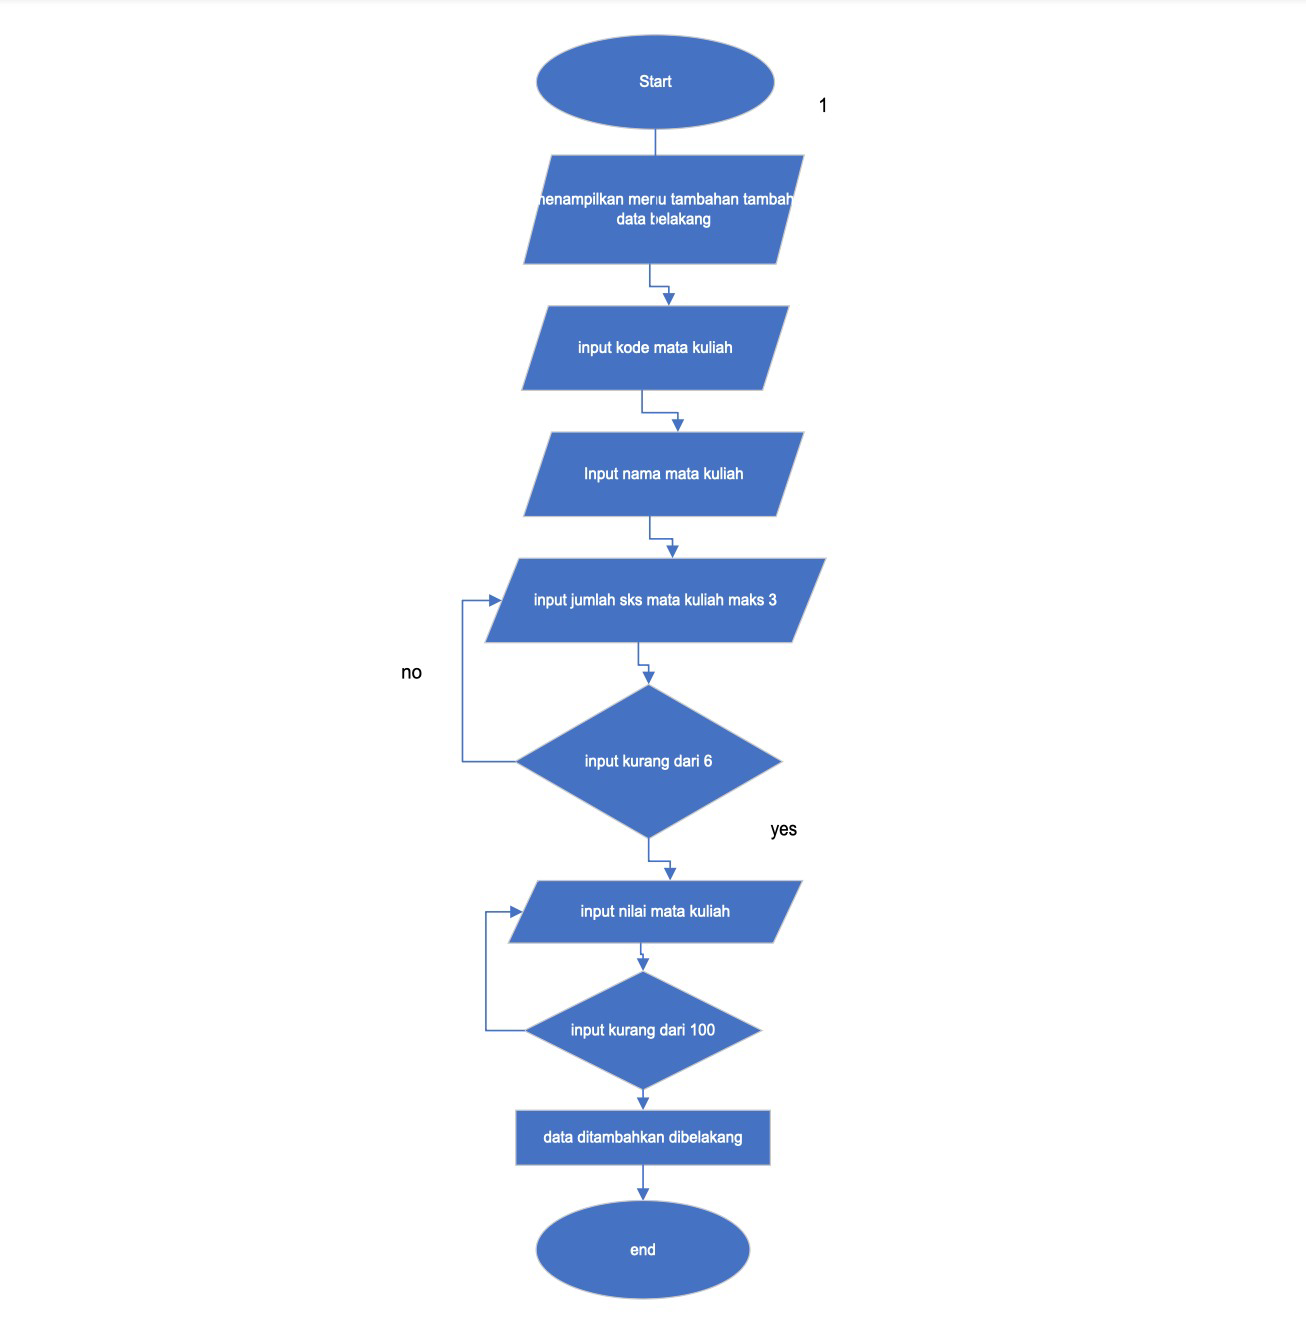 Start
1
menampilkan menu tambahan tambah
data belakang
input kode mata kuliah
Input nama mata kuliah
input jumlah sks mata kuliah maks 3
no
input kurang dari 6
yes
input nilai mata kuliah
input kurang dari 100
data ditambahkan dibelakang
end